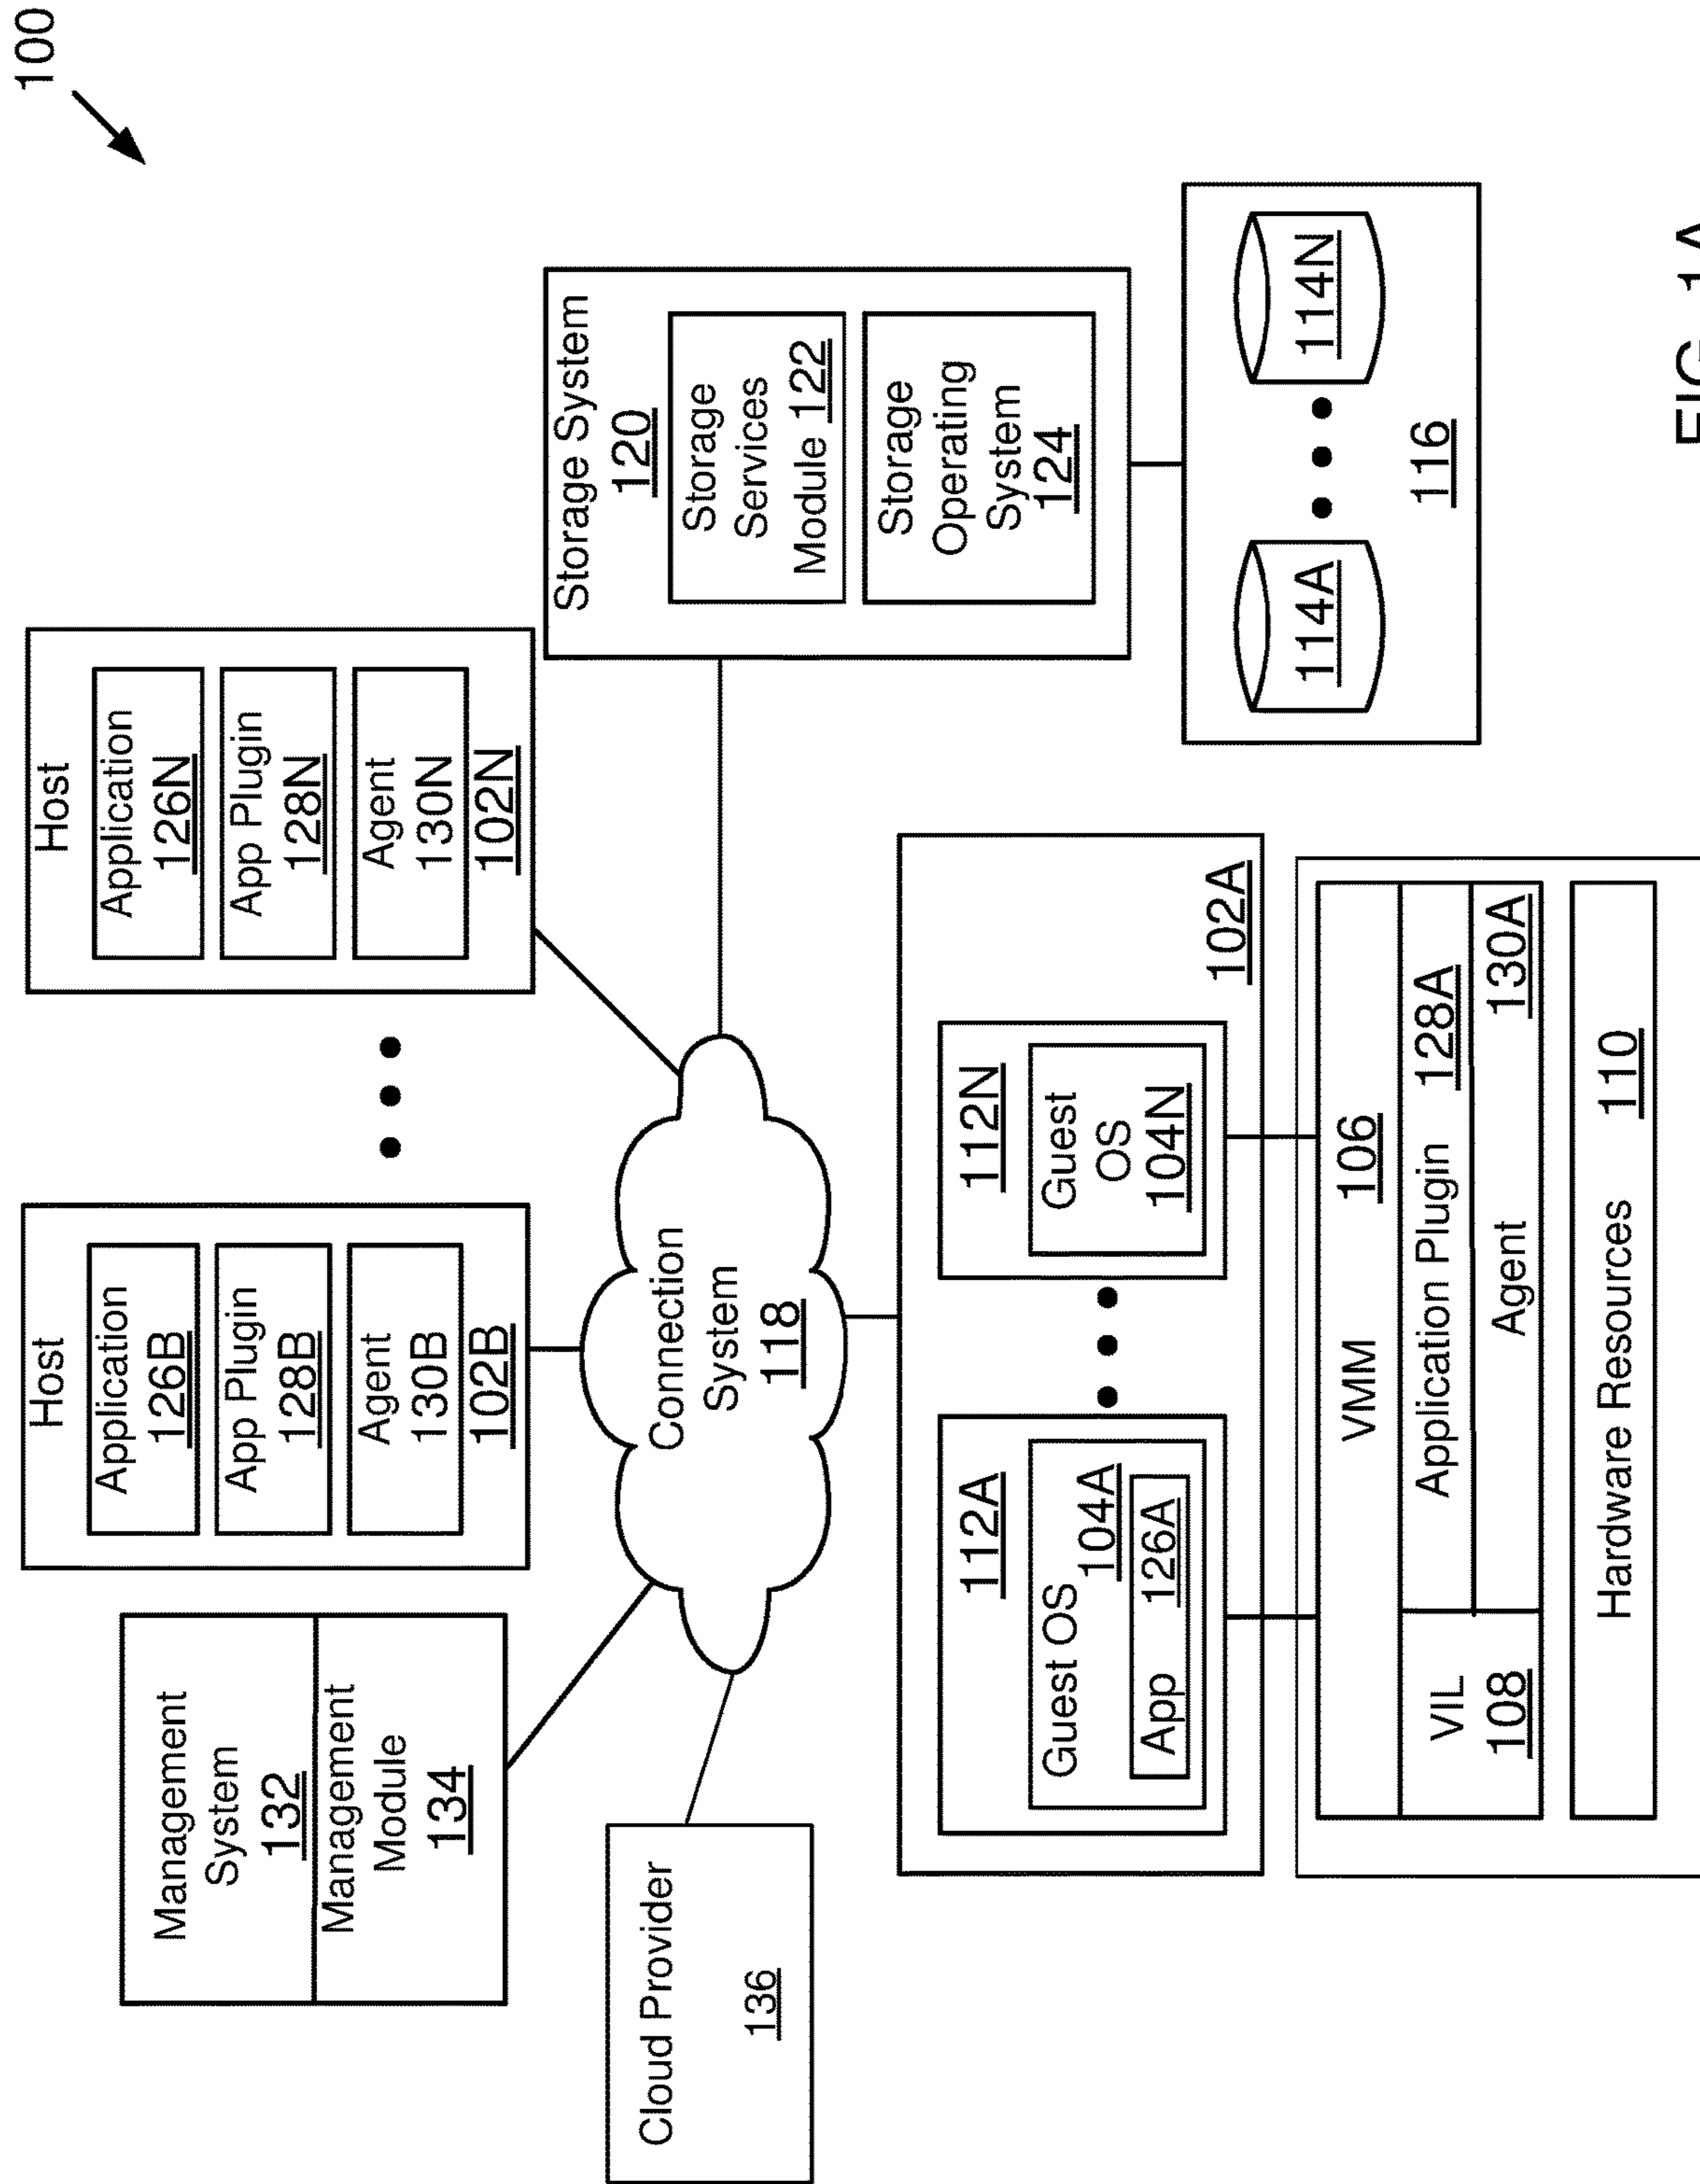 100
Management
System
132
Management
Module
134
Host
Application
126B
App Plugin
128B
Agent
130B
102B
Host
Application
126N
App Plugin
128N
Agent
130N
102N
Cloud Provider
136
Connection
System
118
Storage System
120
Storage
Services
Module 122
Storage
Operating
System
124
114A
114N
116
112A
Guest OS
104A
App 126A
112N
Guest
OS
104N
102A
VMM 106
VIL
108
Application Plugin 128A
Agent 130A
Hardware Resources 110
FIG. 1A